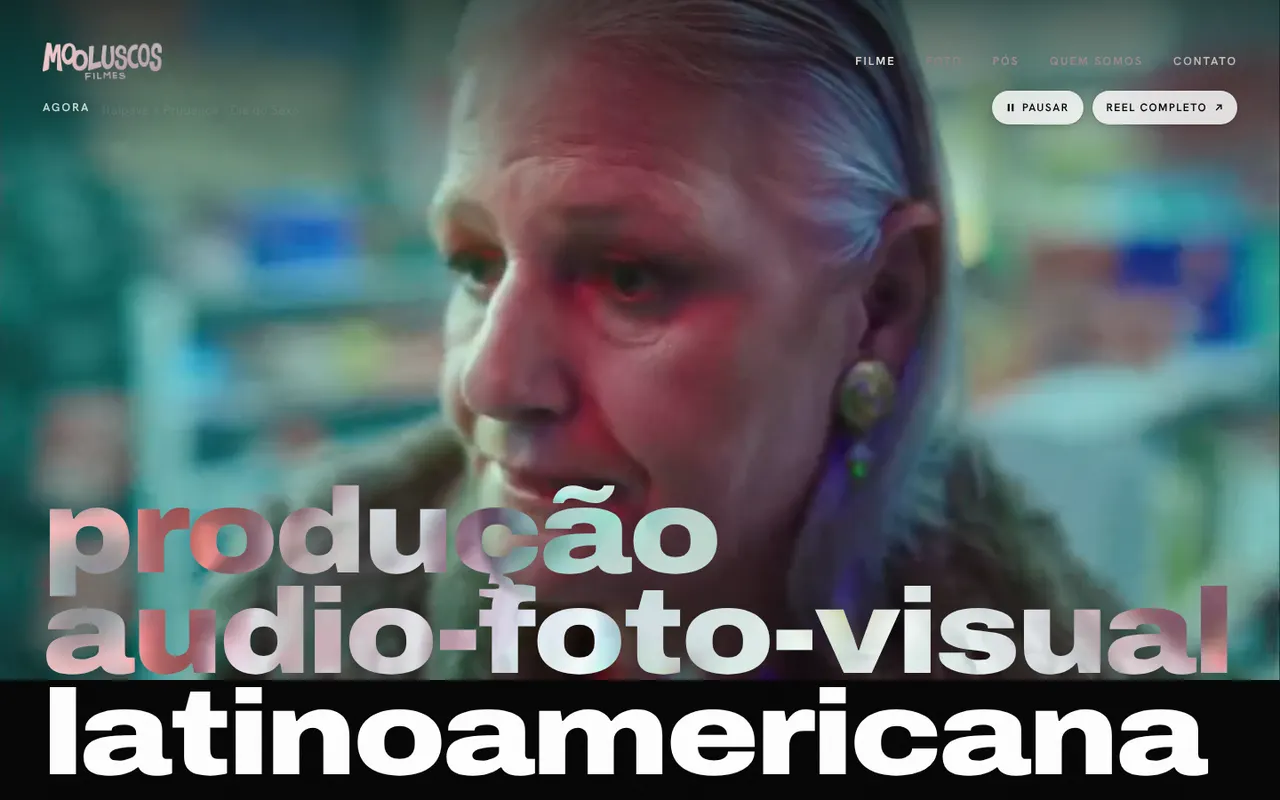 MOOLUSCOS
FILMES
FILME FOTO PÓS QUEM SOMOS CONTATO
AGORA
PAUSAR REEL COMPLETO ↗
produção
audio-foto-visual
latinoamericana